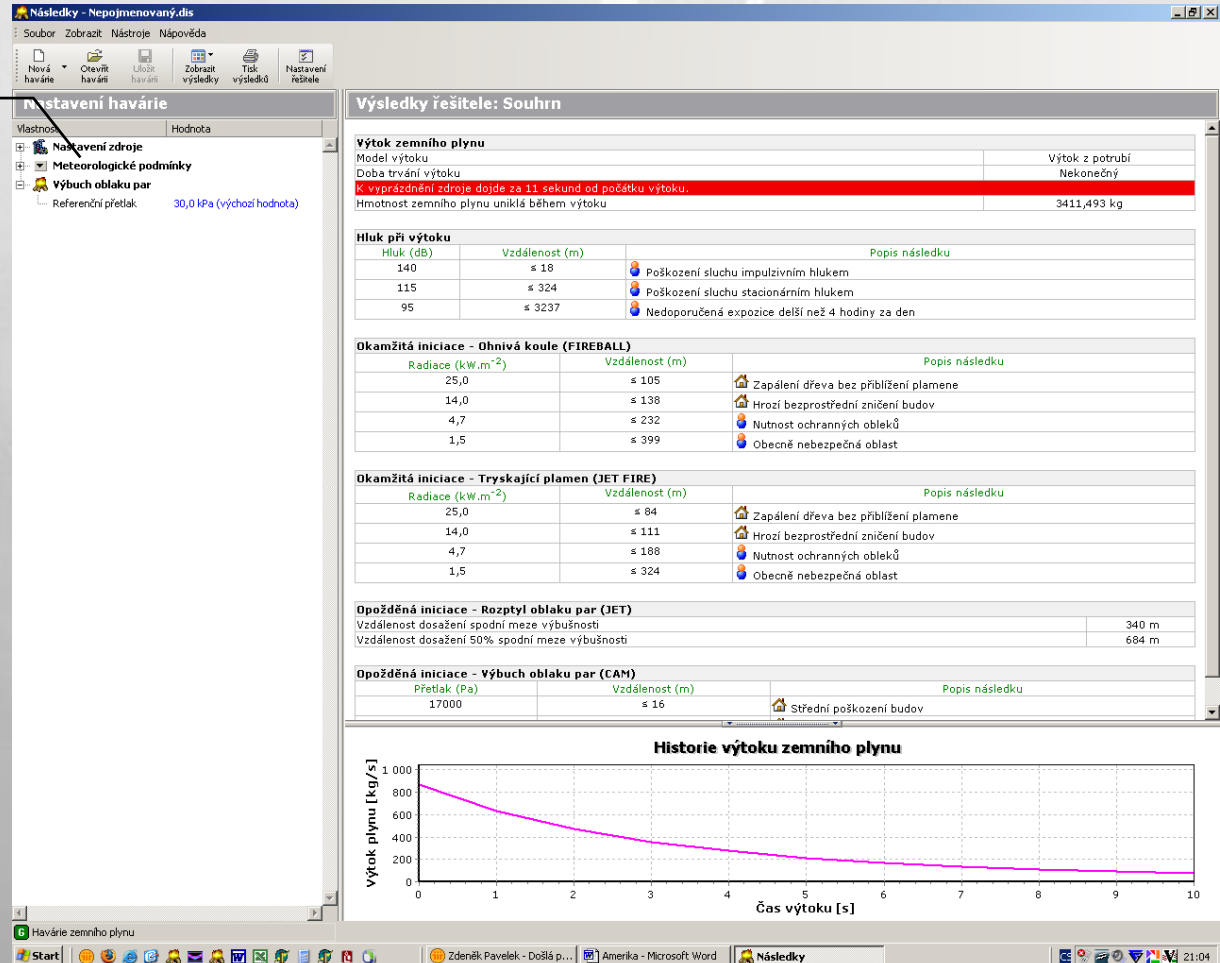 Následky - Nepojmenovaný.dis
Soubor Zobrazit Nástroje Nápověda
Nová havárie Otevřít havárii Uložit havárii Zobrazit výsledky Tisk výsledků Nastavení řešitele
Nastavení havárie
Vlastnost Hodnota
Nastavení zdroje
Meteorologické podmínky
Výbuch oblaku par
Referenční přetlak 30,0 kPa (výchozí hodnota)
Výsledky řešitele: Souhrn
Výtok zemního plynu
Model výtoku Výtok z potrubí
Doba trvání výtoku Nekonečný
K vyprázdnění zdroje dojde za 11 sekund od počátku výtoku.
Hmotnost zemního plynu uniklá během výtoku 3411,493 kg
Hluk při výtoku
Hluk (dB) Vzdálenost (m) Popis následku
140 ≤ 18 Poškození sluchu impulzivním hlukem
115 ≤ 324 Poškození sluchu stacionárním hlukem
95 ≤ 3237 Nedoporučená expozice delší než 4 hodiny za den
Okamžitá iniciace - Ohnivá koule (FIREBALL)
Radiace (kW.m⁻²) Vzdálenost (m) Popis následku
25,0 ≤ 105 Zapálení dřeva bez přiblížení plamene
14,0 ≤ 138 Hrozí bezprostřední zničení budov
4,7 ≤ 232 Nutnost ochranných obleků
1,5 ≤ 399 Obecně nebezpečná oblast
Okamžitá iniciace - Tryskající plamen (JET FIRE)
Radiace (kW.m⁻²) Vzdálenost (m) Popis následku
25,0 ≤ 84 Zapálení dřeva bez přiblížení plamene
14,0 ≤ 111 Hrozí bezprostřední zničení budov
4,7 ≤ 188 Nutnost ochranných obleků
1,5 ≤ 324 Obecně nebezpečná oblast
Opožděná iniciace - Rozptyl oblaku par (JET)
Vzdálenost dosažení spodní meze výbušnosti 340 m
Vzdálenost dosažení 50% spodní meze výbušnosti 684 m
Opožděná iniciace - Výbuch oblaku par (CAM)
Přetlak (Pa) Vzdálenost (m) Popis následku
17000 ≤ 16 Střední poškození budov
Historie výtoku zemního plynu
Výtok plynu [kg/s]
1 000
800
600
400
200
0
0 1 2 3 4 5 6 7 8 9 10
Čas výtoku [s]
G Havárie zemního plynu
Start Zdeněk Pavelek - Došlá p... Amerika - Microsoft Word Následky CS 21:04